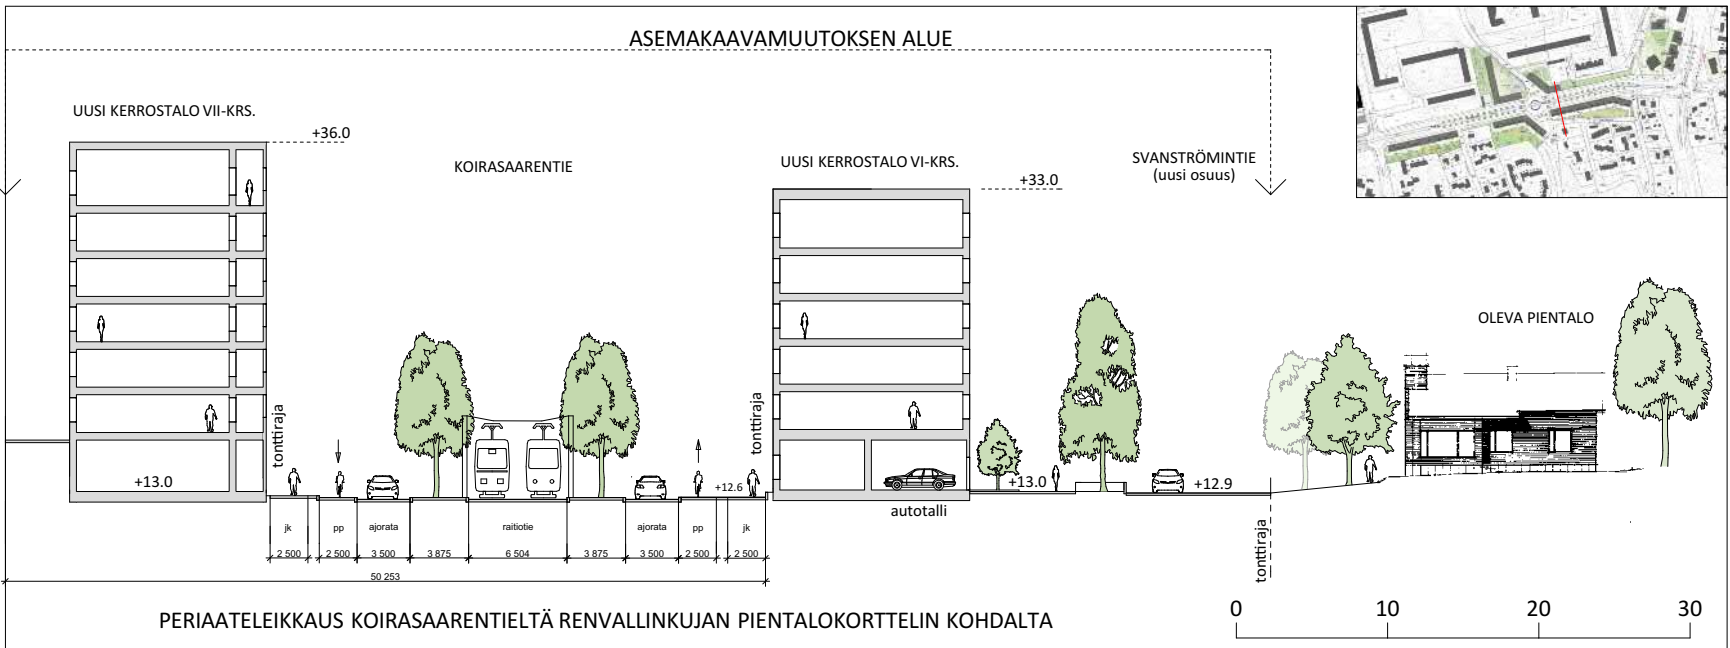 ASEMAKAAVAMUUTOKSEN ALUE
UUSI KERROSTALO VII-KRS.
+36.0
KOIRASAARENTIE
UUSI KERROSTALO VI-KRS.
+33.0
SVANSTRÖMINTIE
(uusi osuus)
OLEVA PIENTALO
tonttiraja
tonttiraja
+13.0
+12.6
+13.0
+12.9
autotalli
tonttiraja
jk
pp
ajorata
raitiotie
ajorata
pp
jk
2 500
2 500
3 500
3 875
6 504
3 875
3 500
2 500
2 500
50 253
PERIAATELEIKKAUS KOIRASAARENTIELTÄ RENVALLINKUJAN PIENTALOKORTTELIN KOHDALTA
0
10
20
30